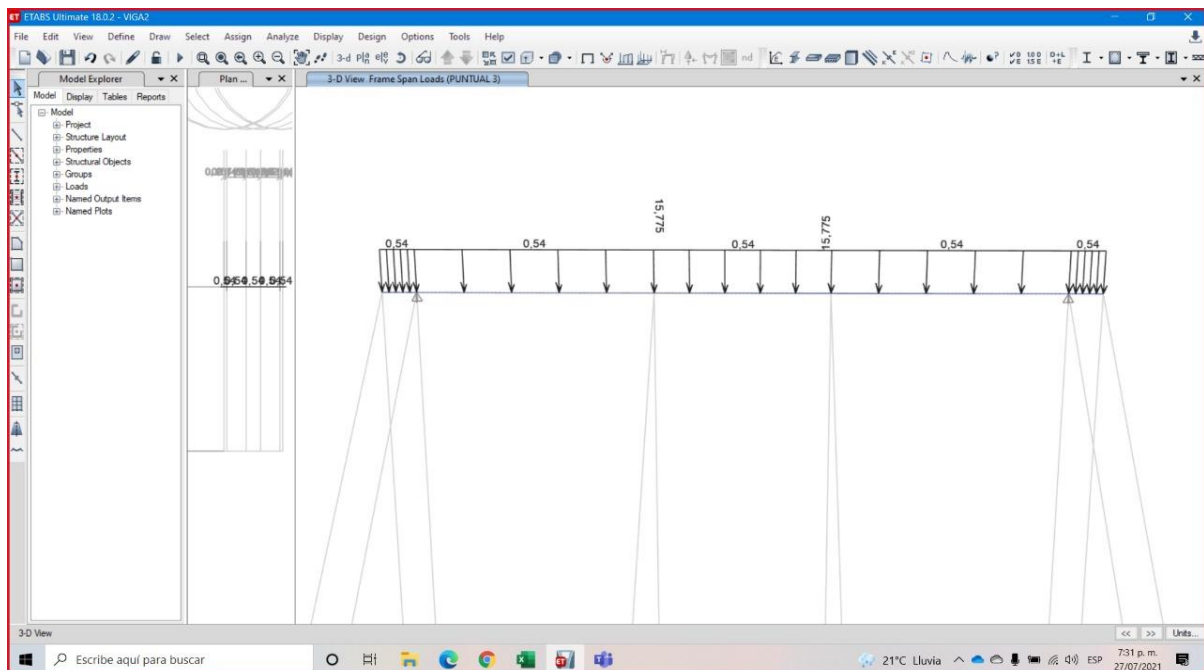 ET ETABS Ultimate 18.0.2 - VIGA2
File Edit View Define Draw Select Assign Analyze Display Design Options Tools Help
3-d
nd
Model Explorer
Plan ...
3-D View Frame Span Loads (PUNTUAL 3)
Model Display Tables Reports
Model
Project
Structure Layout
Properties
Structural Objects
Groups
Loads
Named Output Items
Named Plots
15,775
15,775
0,54 0,54 0,54 0,54 0,54
3-D View
<< >> Units...
Escribe aquí para buscar
21°C Lluvia
ESP
7:31 p. m.
27/07/2021